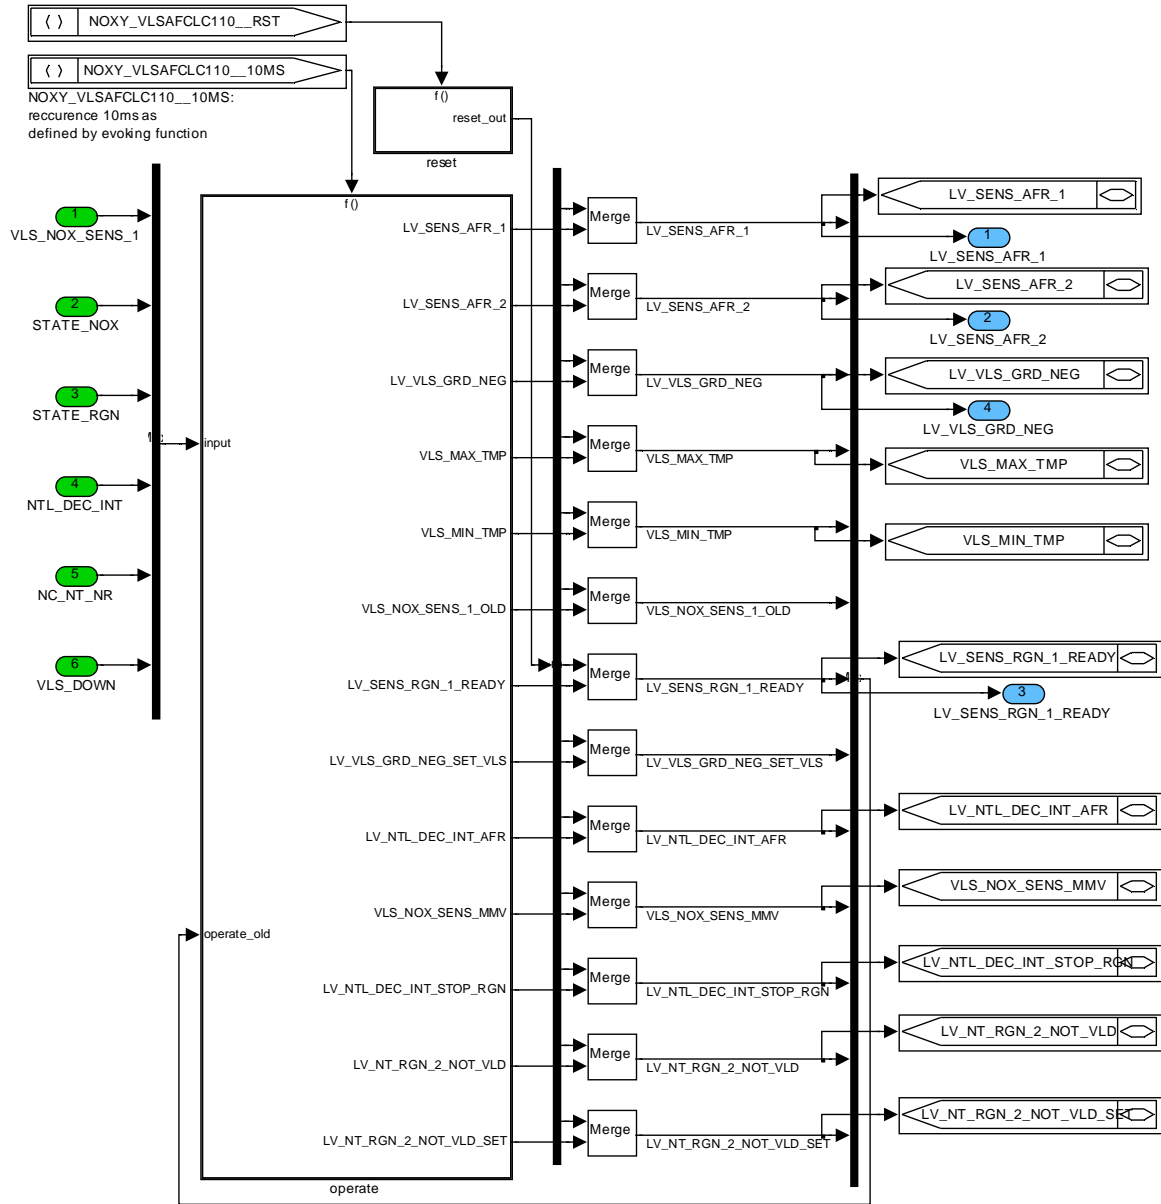 NOXY_VLSAFCLC110__RST
NOXY_VLSAFCLC110__10MS
NOXY_VLSAFCLC110__10MS:
reccurence 10ms as
defined by evoking function
f()
reset_out
reset
f()
1
VLS_NOX_SENS_1
2
STATE_NOX
3
STATE_RGN
4
NTL_DEC_INT
5
NC_NT_NR
6
VLS_DOWN
input
operate_old
operate
LV_SENS_AFR_1
LV_SENS_AFR_2
LV_VLS_GRD_NEG
VLS_MAX_TMP
VLS_MIN_TMP
VLS_NOX_SENS_1_OLD
LV_SENS_RGN_1_READY
LV_VLS_GRD_NEG_SET_VLS
LV_NTL_DEC_INT_AFR
VLS_NOX_SENS_MMV
LV_NTL_DEC_INT_STOP_RGN
LV_NT_RGN_2_NOT_VLD
LV_NT_RGN_2_NOT_VLD_SET
Merge
LV_SENS_AFR_1
Merge
LV_SENS_AFR_2
Merge
LV_VLS_GRD_NEG
Merge
VLS_MAX_TMP
Merge
VLS_MIN_TMP
Merge
VLS_NOX_SENS_1_OLD
Merge
LV_SENS_RGN_1_READY
Merge
LV_VLS_GRD_NEG_SET_VLS
Merge
LV_NTL_DEC_INT_AFR
Merge
VLS_NOX_SENS_MMV
Merge
LV_NTL_DEC_INT_STOP_RGN
Merge
LV_NT_RGN_2_NOT_VLD
Merge
LV_NT_RGN_2_NOT_VLD_SET
LV_SENS_AFR_1
1
LV_SENS_AFR_1
LV_SENS_AFR_2
2
LV_SENS_AFR_2
LV_VLS_GRD_NEG
4
LV_VLS_GRD_NEG
VLS_MAX_TMP
VLS_MIN_TMP
LV_SENS_RGN_1_READY
3
LV_SENS_RGN_1_READY
LV_NTL_DEC_INT_AFR
VLS_NOX_SENS_MMV
LV_NTL_DEC_INT_STOP_RGN
LV_NT_RGN_2_NOT_VLD
LV_NT_RGN_2_NOT_VLD_SET